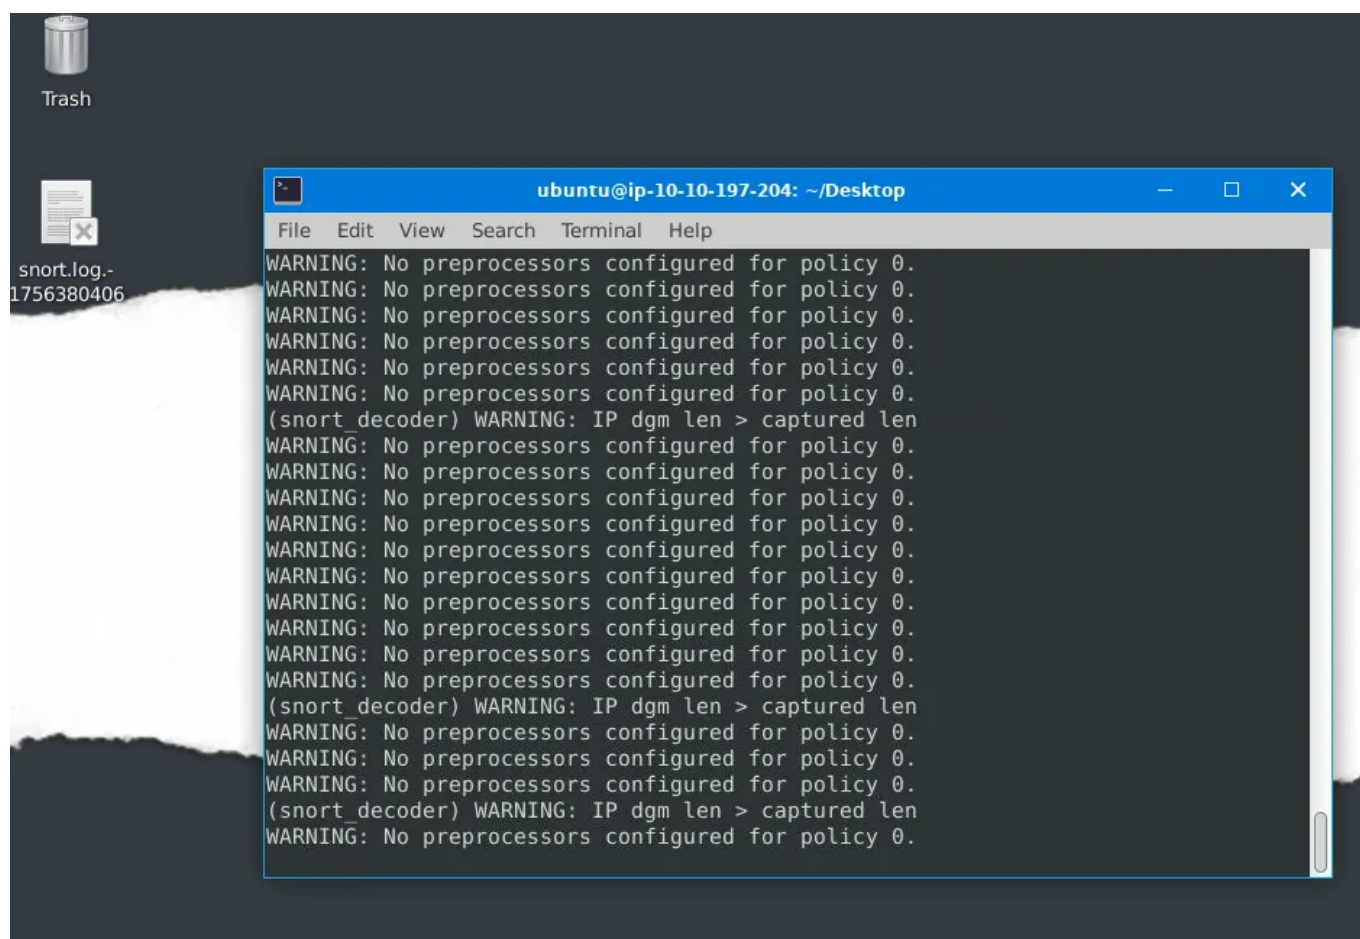 Trash
snort.log.-
1756380406
ubuntu@ip-10-10-197-204: ~/Desktop
File Edit View Search Terminal Help
WARNING: No preprocessors configured for policy 0.
WARNING: No preprocessors configured for policy 0.
WARNING: No preprocessors configured for policy 0.
WARNING: No preprocessors configured for policy 0.
WARNING: No preprocessors configured for policy 0.
WARNING: No preprocessors configured for policy 0.
(snort_decoder) WARNING: IP dgm len > captured len
WARNING: No preprocessors configured for policy 0.
WARNING: No preprocessors configured for policy 0.
WARNING: No preprocessors configured for policy 0.
WARNING: No preprocessors configured for policy 0.
WARNING: No preprocessors configured for policy 0.
WARNING: No preprocessors configured for policy 0.
WARNING: No preprocessors configured for policy 0.
WARNING: No preprocessors configured for policy 0.
WARNING: No preprocessors configured for policy 0.
WARNING: No preprocessors configured for policy 0.
(snort_decoder) WARNING: IP dgm len > captured len
WARNING: No preprocessors configured for policy 0.
WARNING: No preprocessors configured for policy 0.
WARNING: No preprocessors configured for policy 0.
(snort_decoder) WARNING: IP dgm len > captured len
WARNING: No preprocessors configured for policy 0.